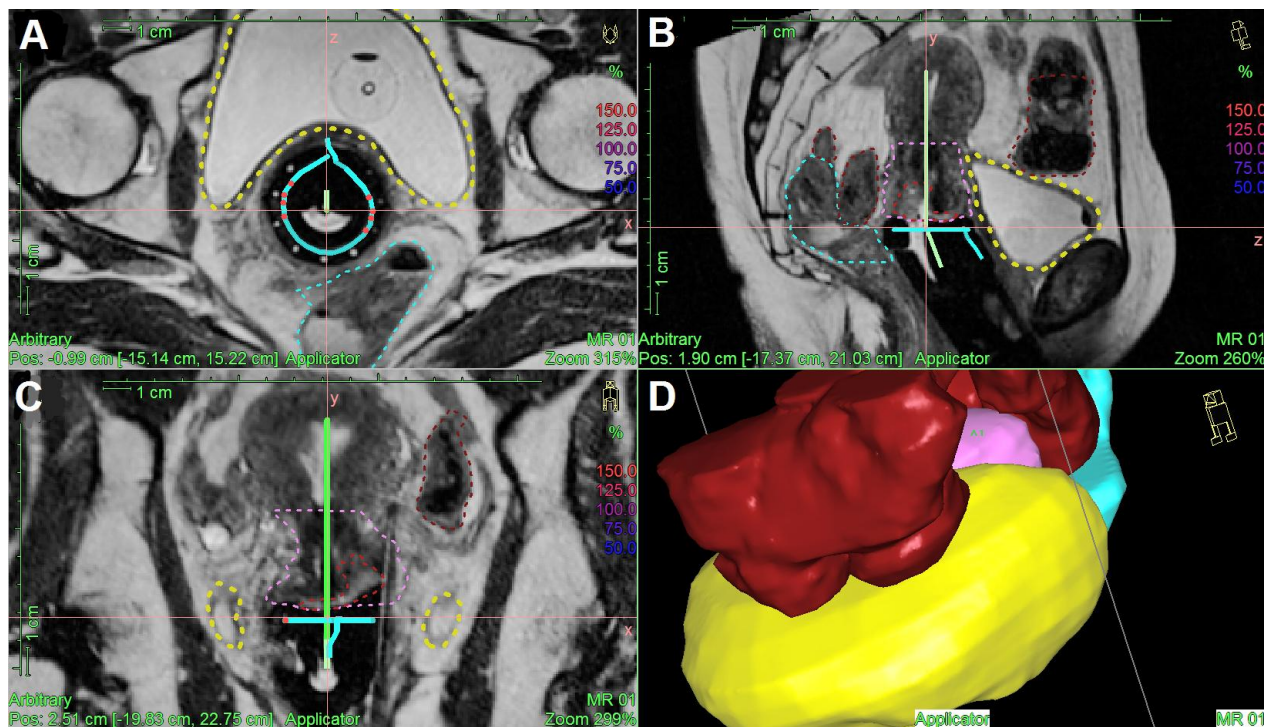 A
1 cm
z
%
150.0
125.0
100.0
75.0
50.0
x
1 cm
Arbitrary
MR 01
Pos: -0.99 cm [-15.14 cm, 15.22 cm] Applicator
Zoom 315%
B
1 cm
y
%
150.0
125.0
100.0
75.0
50.0
z
1 cm
Arbitrary
MR 01
Pos: 1.90 cm [-17.37 cm, 21.03 cm] Applicator
Zoom 260%
C
1 cm
y
%
150.0
125.0
100.0
75.0
50.0
x
1 cm
Arbitrary
MR 01
Pos: 2.51 cm [-19.83 cm, 22.75 cm] Applicator
Zoom 299%
D
Applicator
MR 01